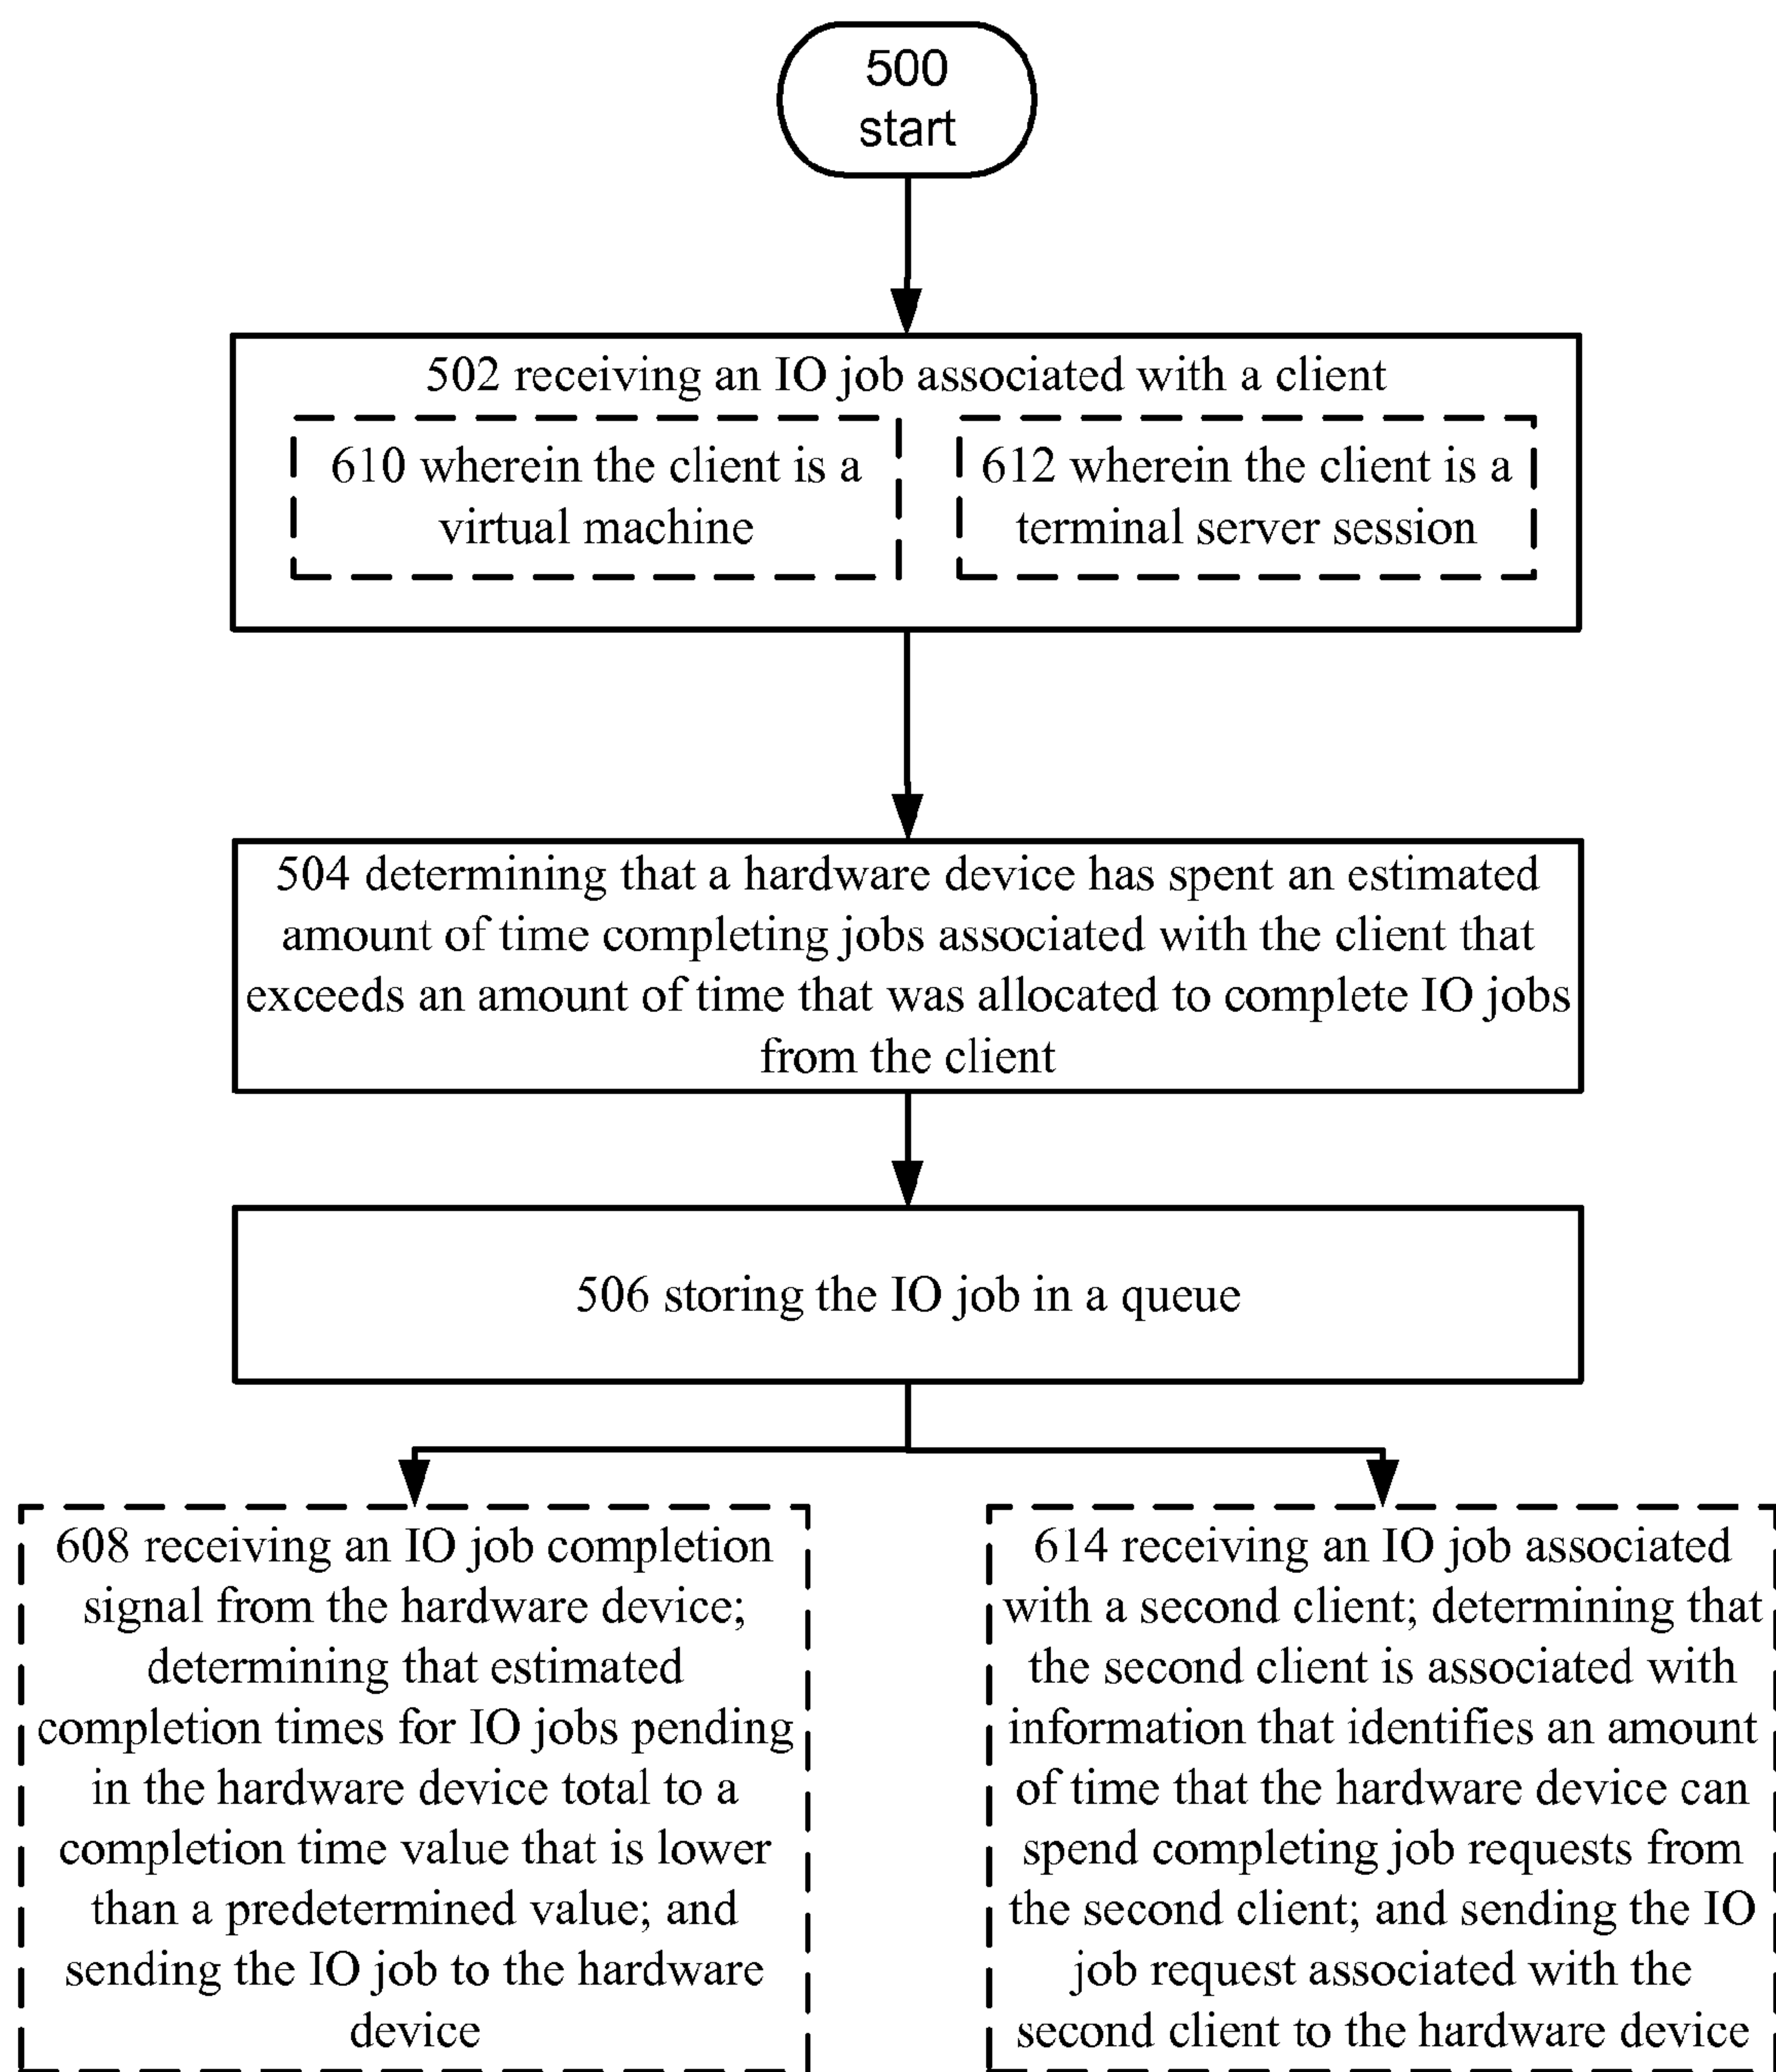 500
start
502 receiving an IO job associated with a client
610 wherein the client is a
virtual machine
612 wherein the client is a
terminal server session
504 determining that a hardware device has spent an estimated
amount of time completing jobs associated with the client that
exceeds an amount of time that was allocated to complete IO jobs
from the client
506 storing the IO job in a queue
608 receiving an IO job completion
signal from the hardware device;
determining that estimated
completion times for IO jobs pending
in the hardware device total to a
completion time value that is lower
than a predetermined value; and
sending the IO job to the hardware
device
614 receiving an IO job associated
with a second client; determining that
the second client is associated with
information that identifies an amount
of time that the hardware device can
spend completing job requests from
the second client; and sending the IO
job request associated with the
second client to the hardware device